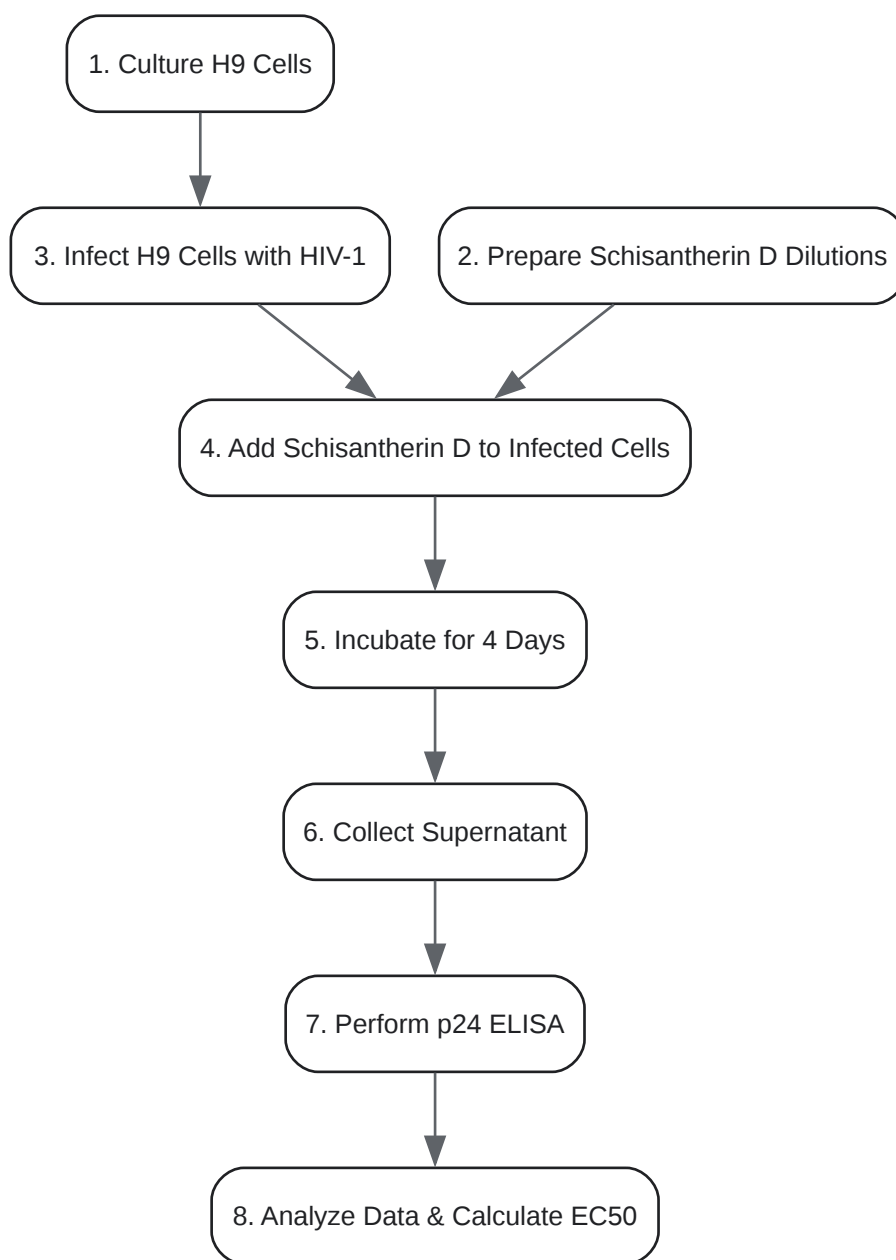 1. Culture H9 Cells
3. Infect H9 Cells with HIV-1
2. Prepare Schisantherin D Dilutions
4. Add Schisantherin D to Infected Cells
5. Incubate for 4 Days
6. Collect Supernatant
7. Perform p24 ELISA
8. Analyze Data & Calculate EC50